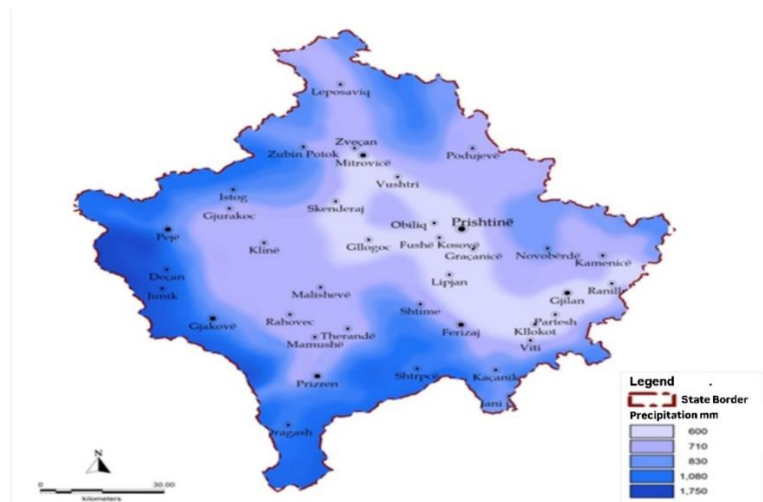 Leposaviq
Zveçan
Zubin Potok
Mitrovicë
Podujevë
Vushtri
Istog
Gjurakoc
Skenderaj
Obiliq
Prishtinë
Pejë
Klinë
Gllogoc
Fushë Kosovë
Graçanicë
Novobërdë
Kamenicë
Deçan
Junik
Lipjan
Malishevë
Gjilan
Ranill
Gjakovë
Rahovec
Shtime
Partesh
Therandë
Mamushë
Ferizaj
Kllokot
Viti
Prizren
Shtrpcë
Kaçanik
Jani
Dragash
N
0
30.00
kilometers
Legend
State Border
Precipitation mm
600
710
830
1,080
1,750